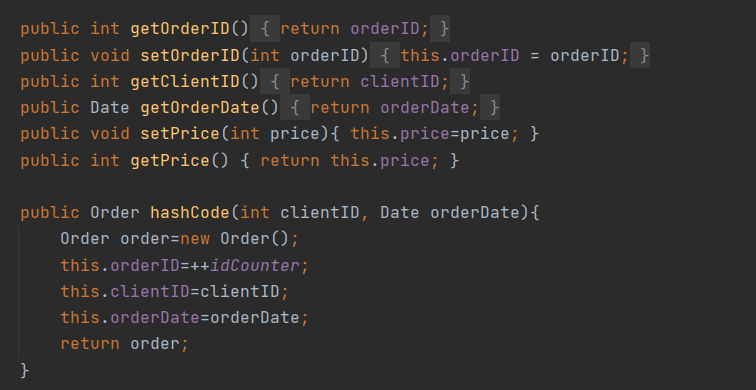 public int getOrderID() { return orderID; }
public void setOrderID(int orderID) { this.orderID = orderID; }
public int getClientID() { return clientID; }
public Date getOrderDate() { return orderDate; }
public void setPrice(int price){ this.price=price; }
public int getPrice() { return this.price; }
public Order hashCode(int clientID, Date orderDate){
    Order order=new Order();
    this.orderID=++idCounter;
    this.clientID=clientID;
    this.orderDate=orderDate;
    return order;
}